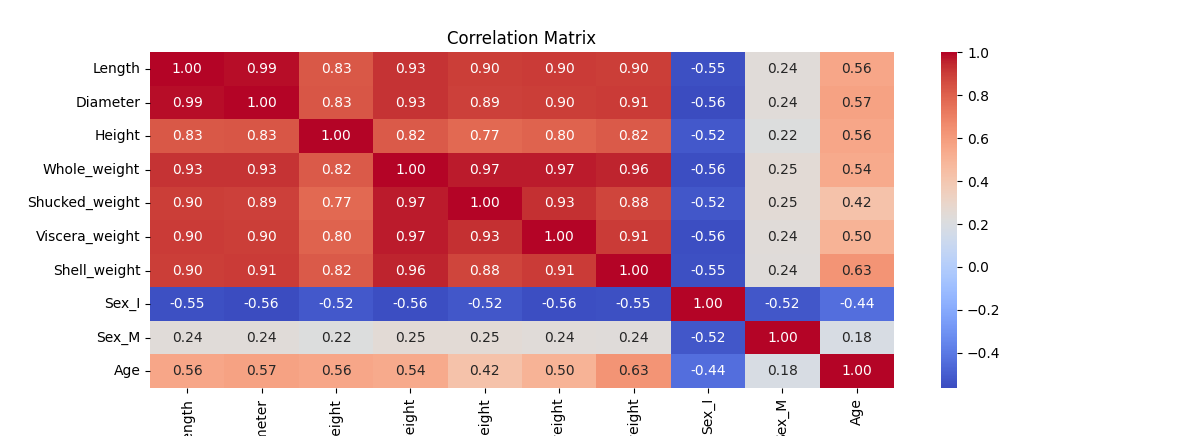 Correlation Matrix
Length 1.00 0.99 0.83 0.93 0.90 0.90 0.90 -0.55 0.24 0.56
Diameter 0.99 1.00 0.83 0.93 0.89 0.90 0.91 -0.56 0.24 0.57
Height 0.83 0.83 1.00 0.82 0.77 0.80 0.82 -0.52 0.22 0.56
Whole_weight 0.93 0.93 0.82 1.00 0.97 0.97 0.96 -0.56 0.25 0.54
Shucked_weight 0.90 0.89 0.77 0.97 1.00 0.93 0.88 -0.52 0.25 0.42
Viscera_weight 0.90 0.90 0.80 0.97 0.93 1.00 0.91 -0.56 0.24 0.50
Shell_weight 0.90 0.91 0.82 0.96 0.88 0.91 1.00 -0.55 0.24 0.63
Sex_I -0.55 -0.56 -0.52 -0.56 -0.52 -0.56 -0.55 1.00 -0.52 -0.44
Sex_M 0.24 0.24 0.22 0.25 0.25 0.24 0.24 -0.52 1.00 0.18
Age 0.56 0.57 0.56 0.54 0.42 0.50 0.63 -0.44 0.18 1.00
ength
meter
eight
eight
eight
eight
eight
Sex_I
ex_M
Age
1.0
0.8
0.6
0.4
0.2
0.0
−0.2
−0.4